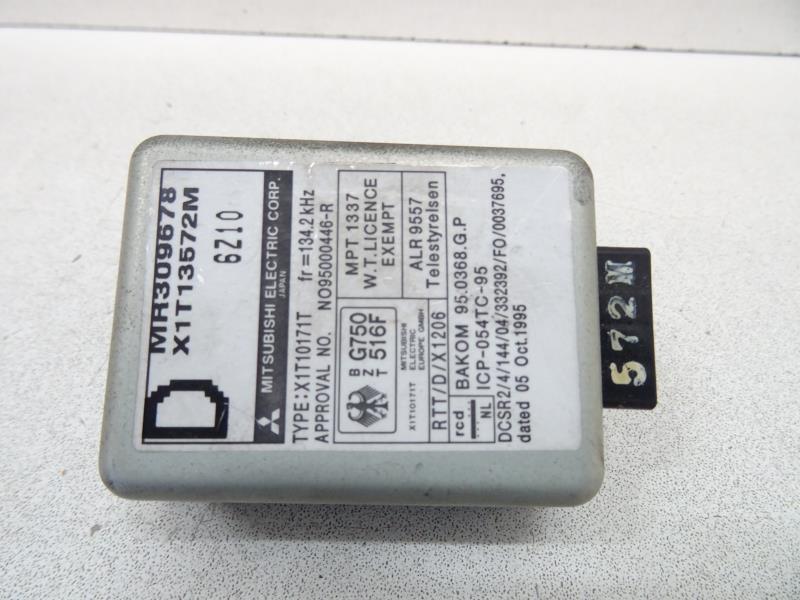 D
MR309678
X1T13572M
6Z10
MITSUBISHI ELECTRIC CORP.
JAPAN
TYPE: X1T10171T fr=134.2kHz
APPROVAL NO. NO95000446-R
B Z T G750 516F
X1T10171T
MITSUBISHI
ELECTRIC
EUROPE GMBH
MPT 1337
W.T. LICENCE
EXEMPT
RTT/D/X1206
ALR 9557
Telestyrelsen
rcd BAKOM 95.0368.G.P
NL ICP-054TC-95
DCSR2/4/144/04/332392/FO/0037695,
dated 05 Oct.1995
572M